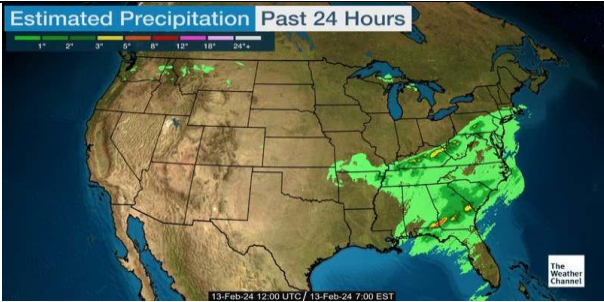 Estimated Precipitation Past 24 Hours
1" 2" 3" 5" 8" 12" 18" 24"+
The
Weather
Channel
13-Feb-24 12:00 UTC / 13-Feb-24 7:00 EST